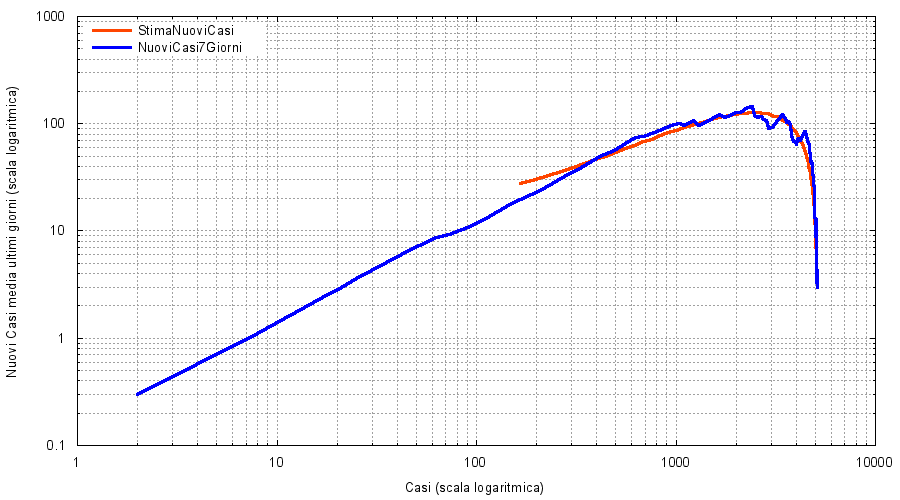 1000
StimaNuoviCasi
NuoviCasi7Giorni
100
10
1
0.1
Nuovi Casi media ultimi giorni (scala logaritmica)
1 10 100 1000 10000
Casi (scala logaritmica)